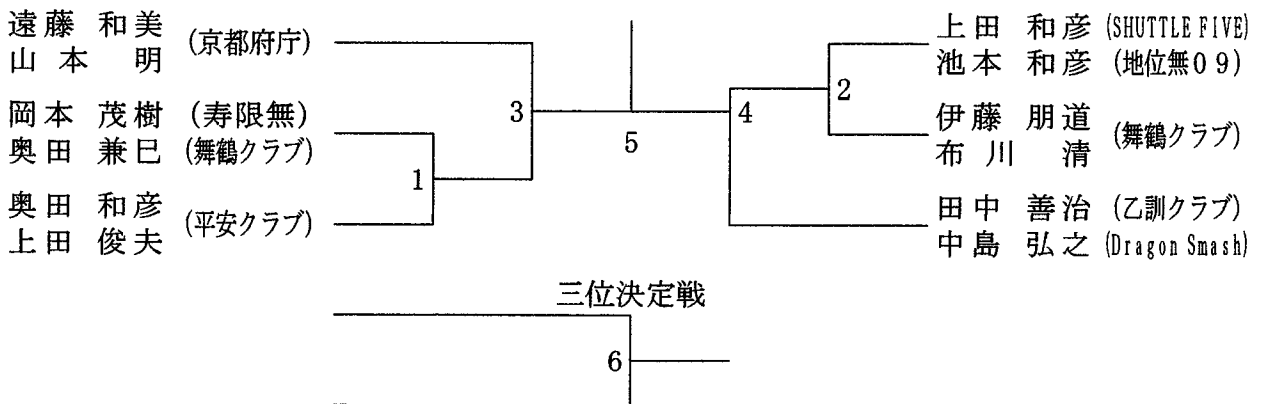 遠藤 和美 (京都府庁)
山本 明
岡本 茂樹 (寿限無)
奥田 兼巳 (舞鶴クラブ)
奥田 和彦 (平安クラブ)
上田 俊夫
1
3
5
4
2
上田 和彦 (SHUTTLE FIVE)
池本 和彦 (地位無09)
伊藤 朋道 (舞鶴クラブ)
布川 清
田中 善治 (乙訓クラブ)
中島 弘之 (Dragon Smash)
三位決定戦
6